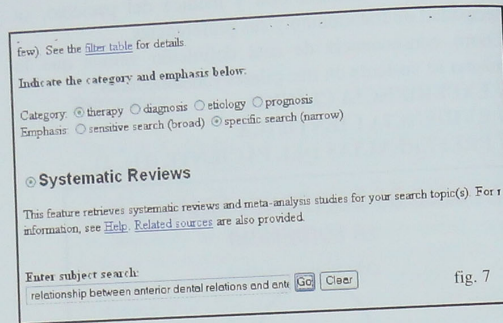 few). See the filter table for details.
Indicate the category and emphasis below:
Category: therapy diagnosis etiology prognosis
Emphasis: sensitive search (broad) specific search (narrow)
Systematic Reviews
This feature retrieves systematic reviews and meta-analysis studies for your search topic(s). For
information, see Help. Related sources are also provided.
Enter subject search:
relationship between anterior dental relations and ante Go Clear
fig. 7